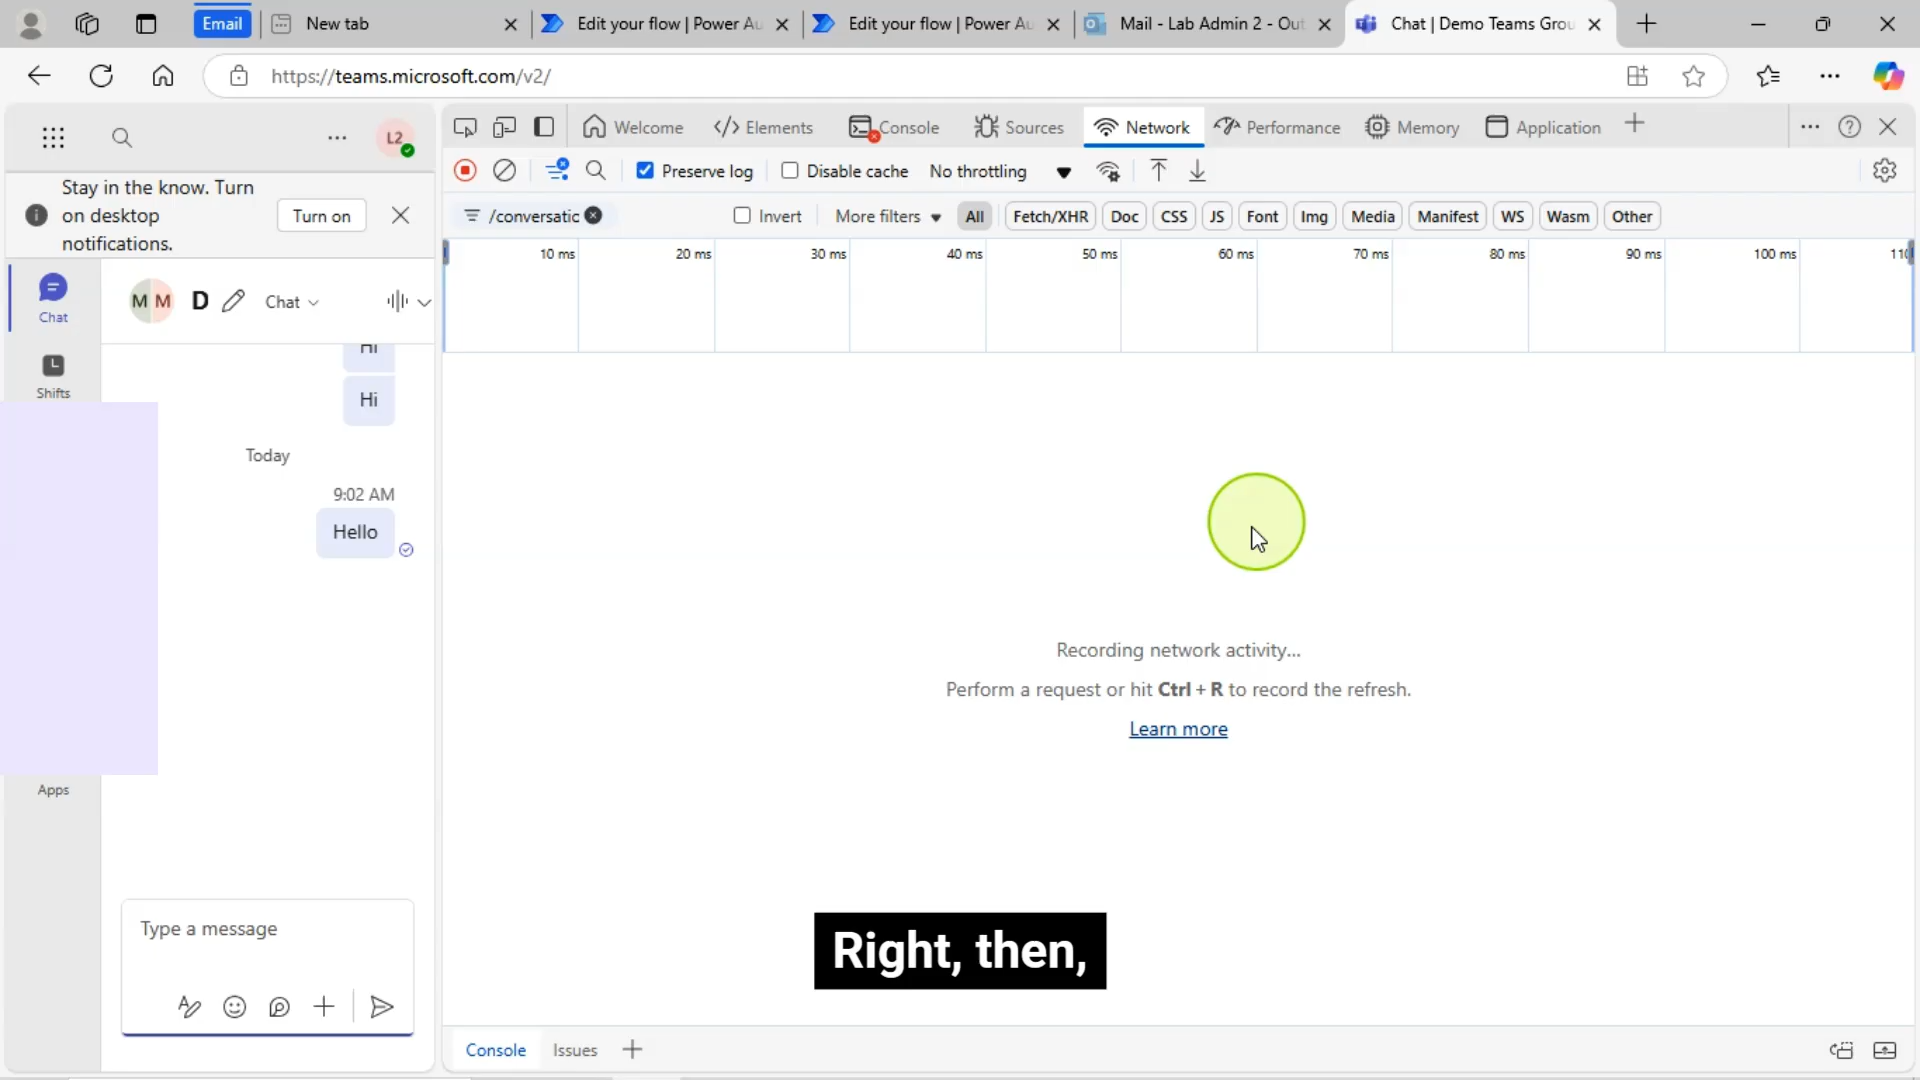 Email
New tab
Edit your flow | Power Au
Edit your flow | Power Au
Mail - Lab Admin 2 - Out
Chat | Demo Teams Grou
https://teams.microsoft.com/v2/
L2
Stay in the know. Turn
on desktop
notifications.
Turn on
Welcome
Elements
Console
Sources
Network
Performance
Memory
Application
Preserve log
Disable cache
No throttling
/conversatic
Invert
More filters
All
Fetch/XHR
Doc
CSS
JS
Font
Img
Media
Manifest
WS
Wasm
Other
10 ms
20 ms
30 ms
40 ms
50 ms
60 ms
70 ms
80 ms
90 ms
100 ms
110
Chat
Shifts
Apps
M M
D
Chat
Hi
Hi
Today
9:02 AM
Hello
Type a message
Recording network activity...
Perform a request or hit Ctrl + R to record the refresh.
Learn more
Right, then,
Console
Issues